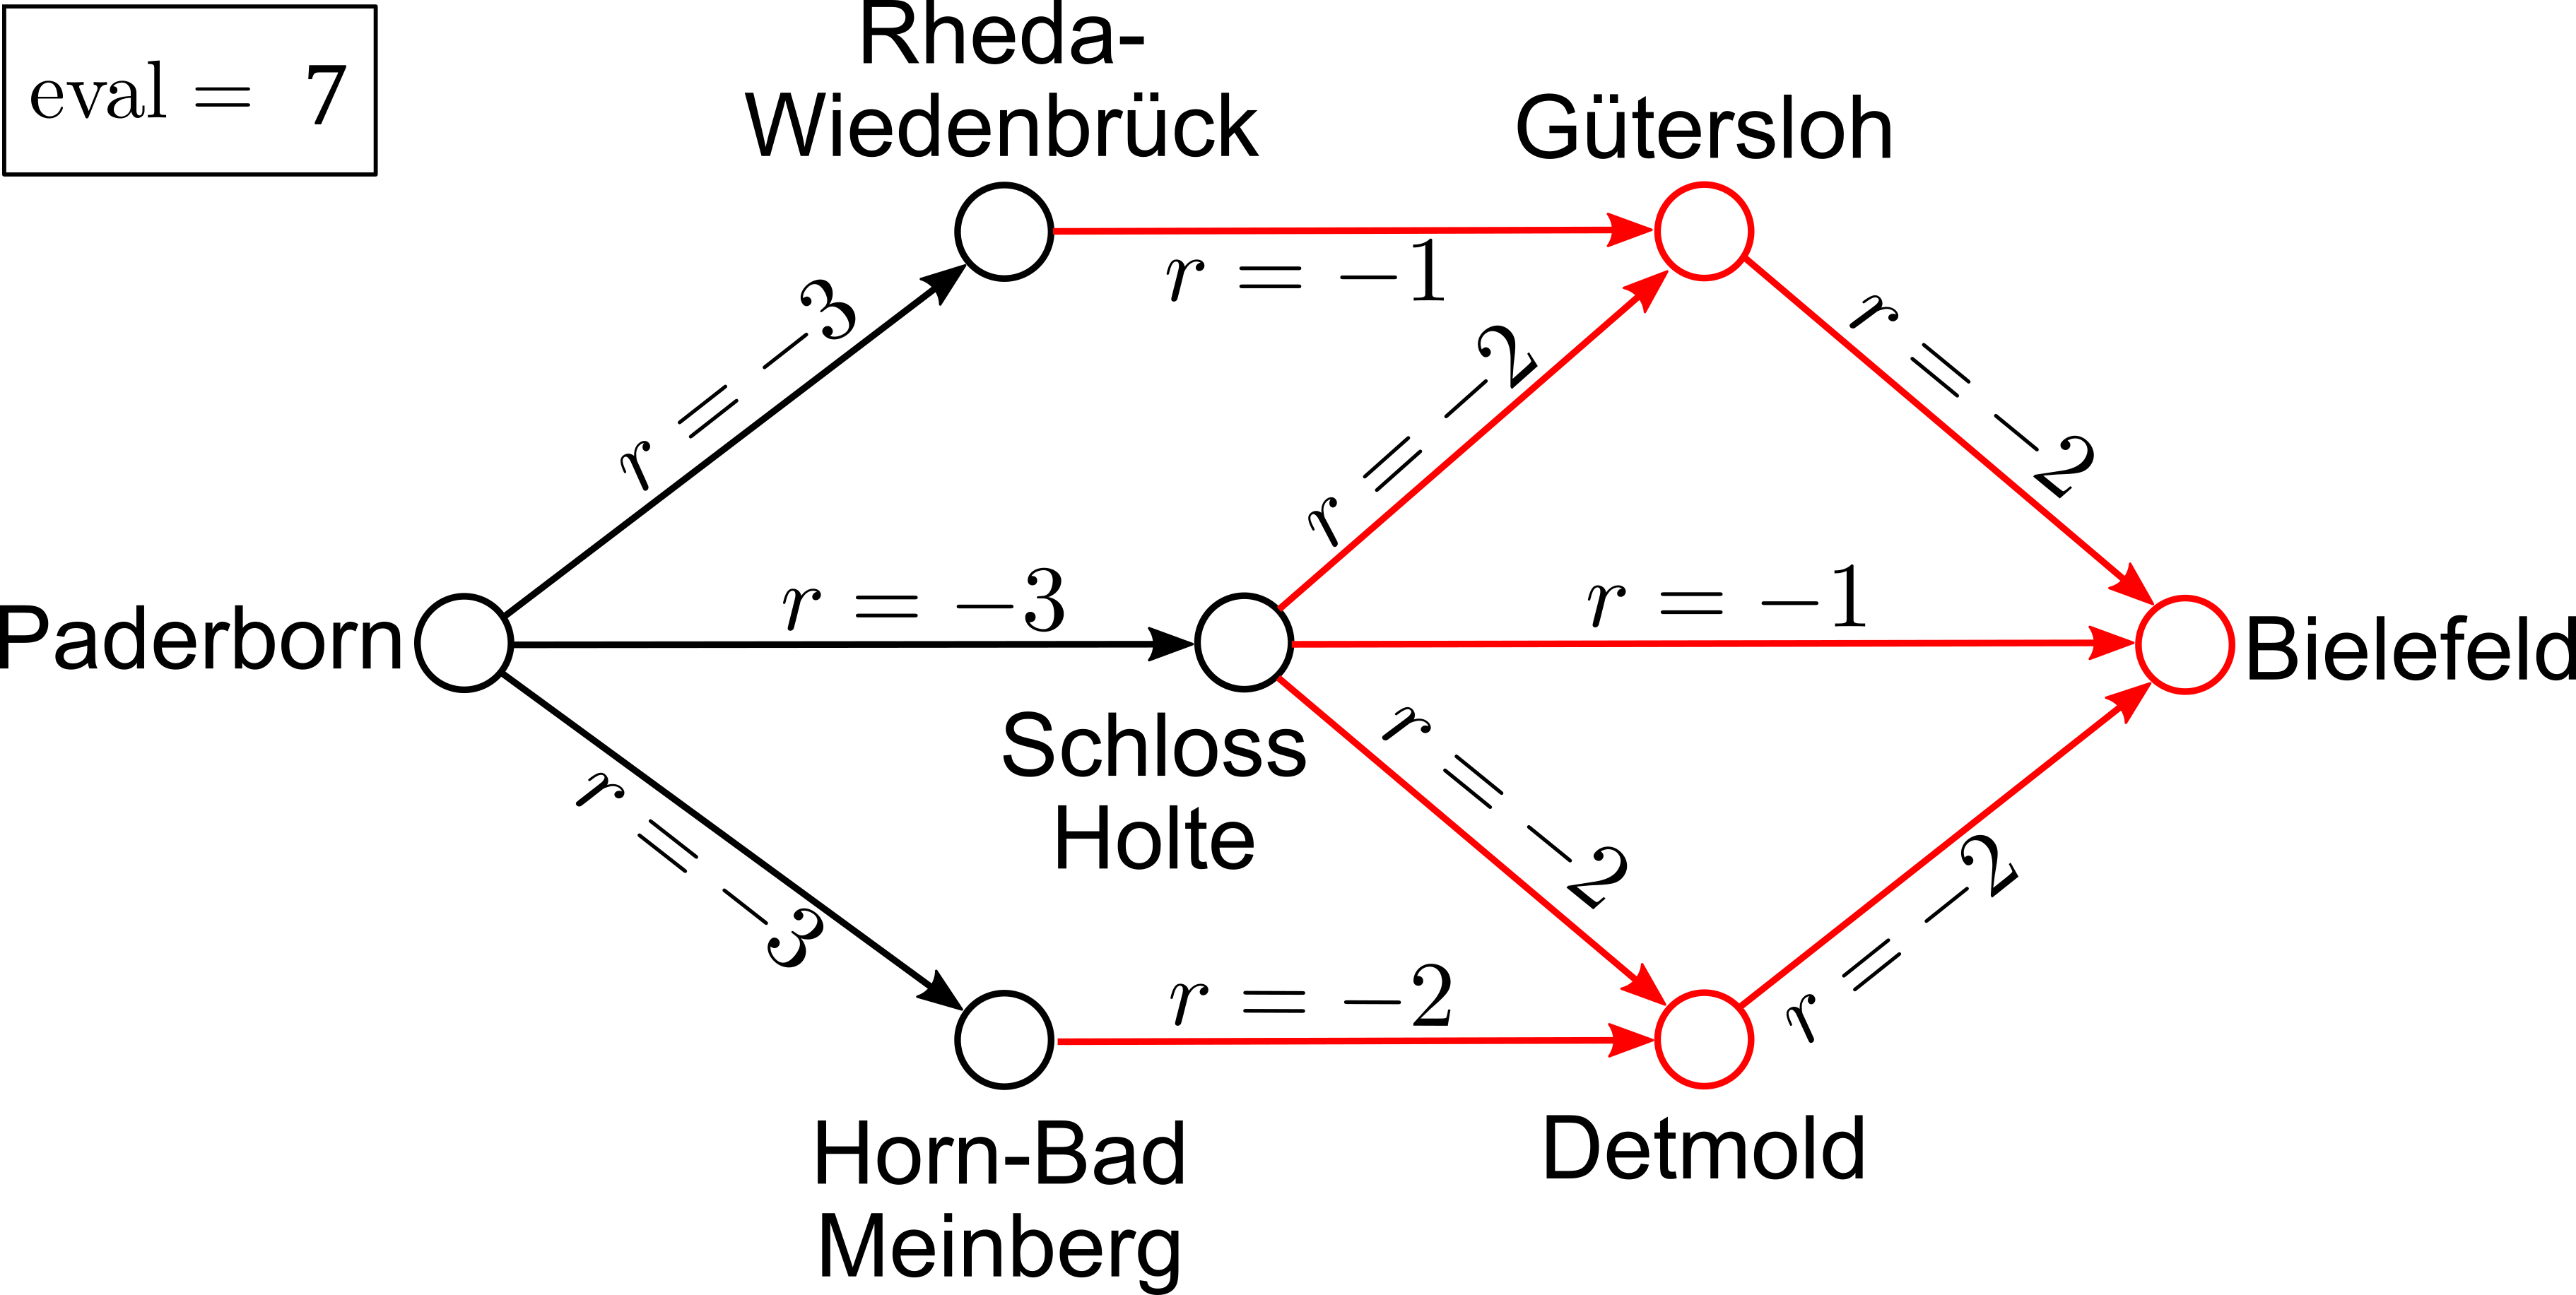 eval = 7
Rheda-
Wiedenbrück
Gütersloh
r = −1
r = −3
r = −2
r = −2
Paderborn
r = −3
r = −1
Bielefeld
Schloss
Holte
r = −3
r = −2
r = −2
r = −2
Horn-Bad
Meinberg
Detmold